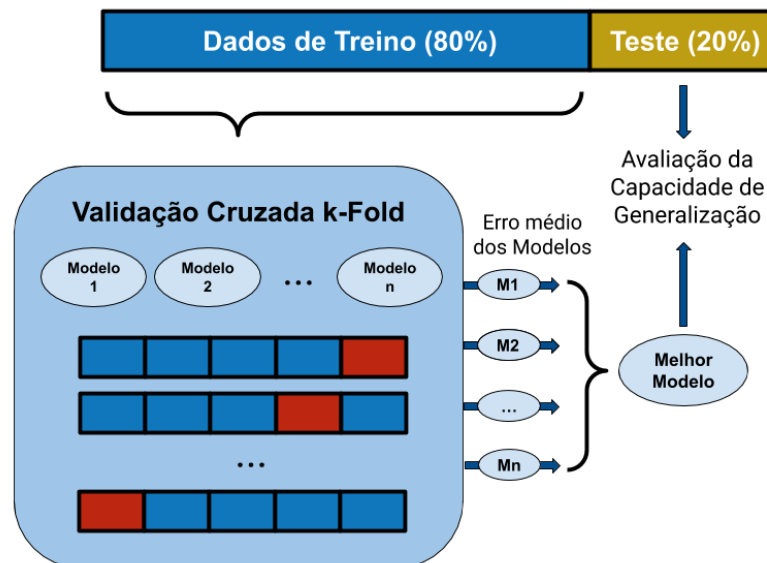 Dados de Treino (80%)
Teste (20%)
Avaliação da
Capacidade de
Generalização
Validação Cruzada k-Fold
Erro médio
dos Modelos
Modelo
1
Modelo
2
...
Modelo
n
M1
M2
...
Mn
Melhor
Modelo
...